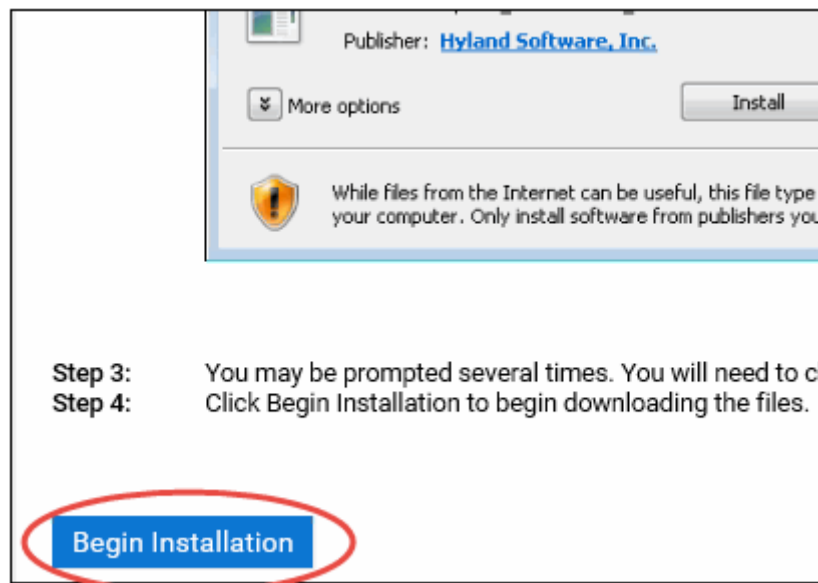 Publisher: Hyland Software, Inc.
More options
Install
While files from the Internet can be useful, this file type
your computer. Only install software from publishers you
Step 3: You may be prompted several times. You will need to
Step 4: Click Begin Installation to begin downloading the files.
Begin Installation